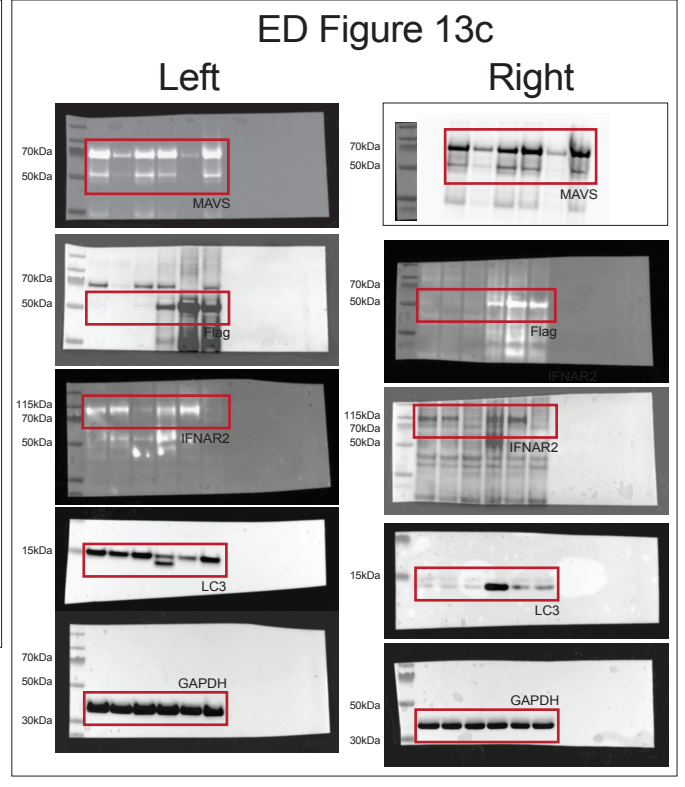 ED Figure 13c
Left
70kDa
50kDa
MAVS
70kDa
50kDa
Flag
115kDa
70kDa
50kDa
IFNAR2
15kDa
LC3
70kDa
50kDa
30kDa
GAPDH
Right
70kDa
50kDa
MAVS
70kDa
50kDa
Flag
IFNAR2
115kDa
70kDa
50kDa
IFNAR2
15kDa
LC3
50kDa
30kDa
GAPDH